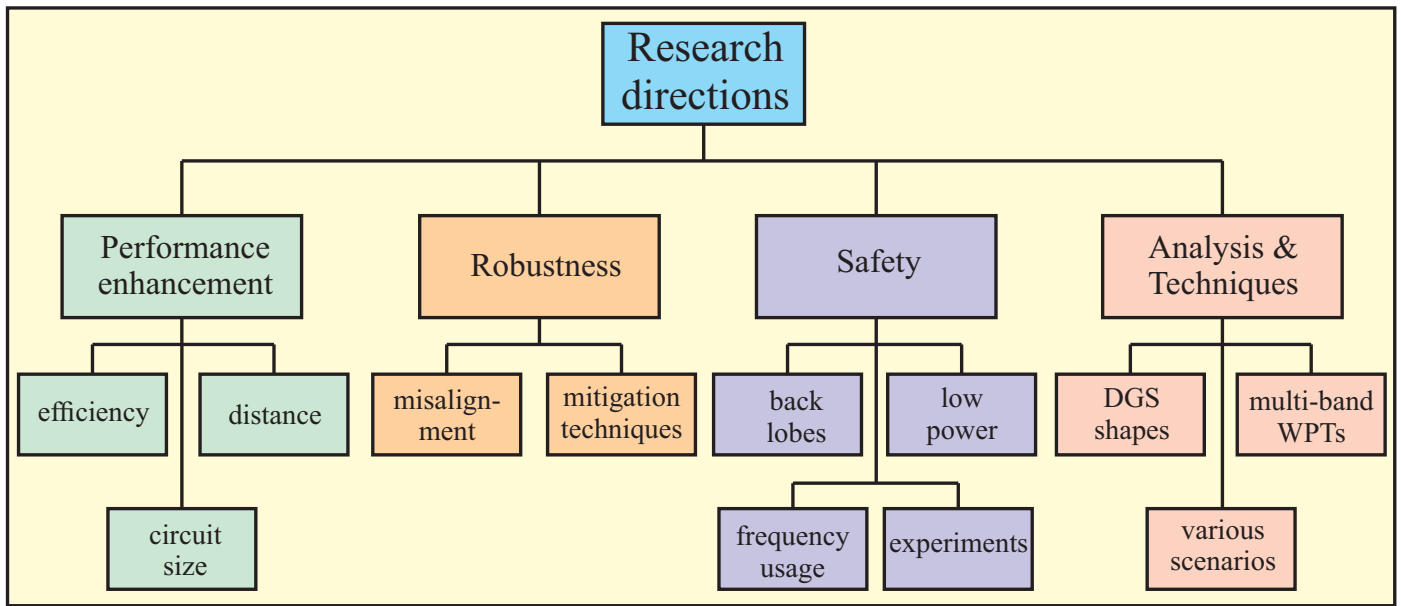 Research
directions
Performance
enhancement
Robustness
Safety
Analysis &
Techniques
efficiency
distance
misalign-
ment
mitigation
techniques
back
lobes
low
power
DGS
shapes
multi-band
WPTs
circuit
size
frequency
usage
experiments
various
scenarios